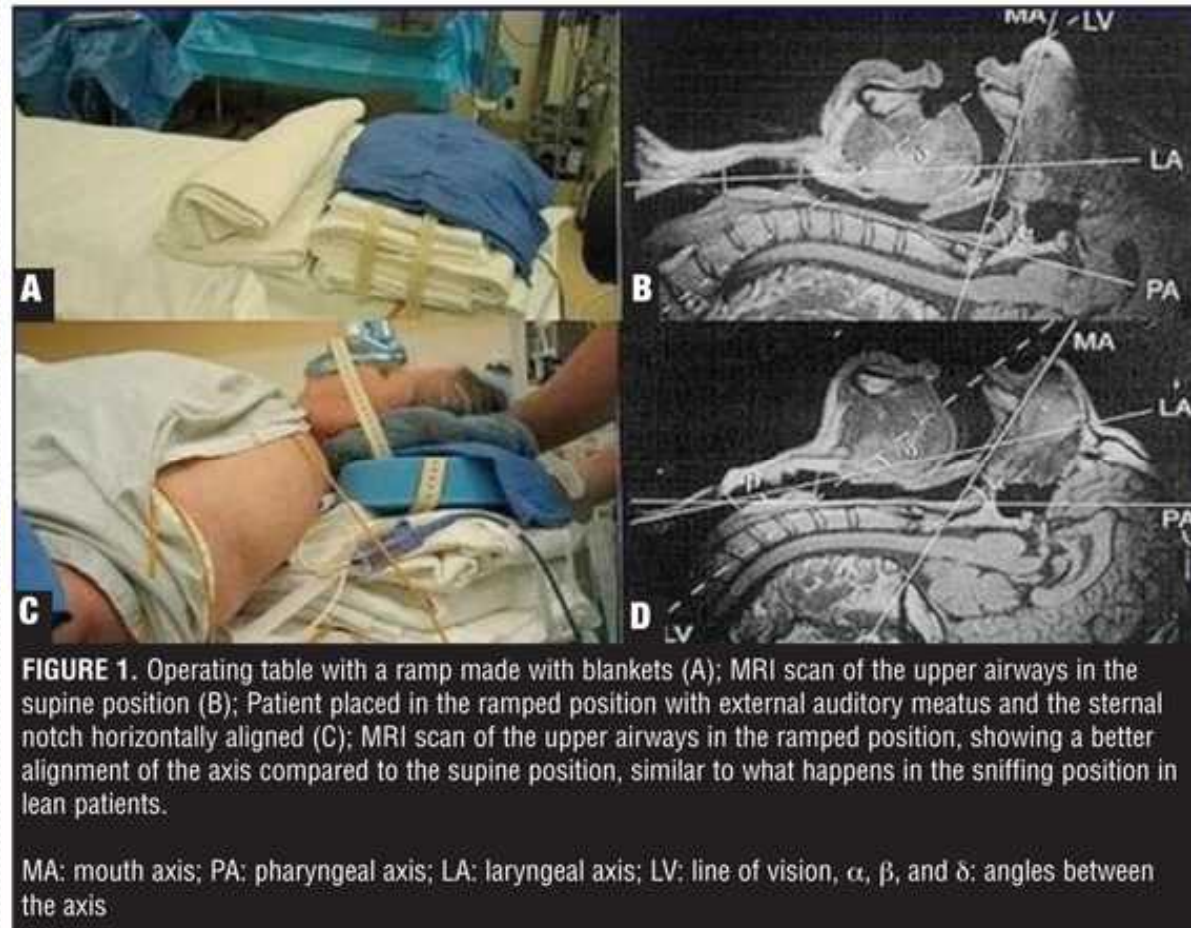 MA
LV
LA
PA
A
B
δ
MA
LA
PA
LV
C
D
δ
FIGURE 1. Operating table with a ramp made with blankets (A); MRI scan of the upper airways in the
supine position (B); Patient placed in the ramped position with external auditory meatus and the sternal
notch horizontally aligned (C); MRI scan of the upper airways in the ramped position, showing a better
alignment of the axis compared to the supine position, similar to what happens in the sniffing position in
lean patients.
MA: mouth axis; PA: pharyngeal axis; LA: laryngeal axis; LV: line of vision, α, β, and δ: angles between
the axis